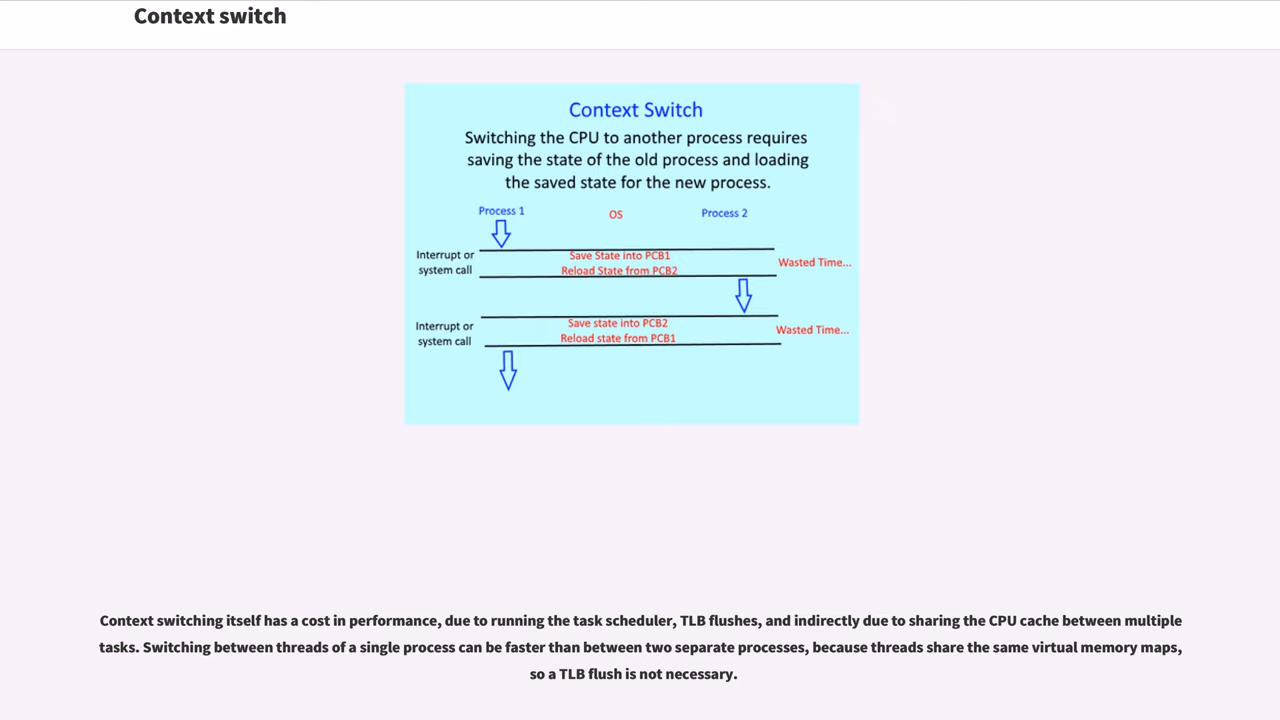 Context switch
Context Switch
Switching the CPU to another process requires
saving the state of the old process and loading
the saved state for the new process.
Process 1
OS
Process 2
Interrupt or
system call
Save State into PCB1
Reload State from PCB2
Wasted Time...
Interrupt or
system call
Save state into PCB2
Reload state from PCB1
Wasted Time...
Context switching itself has a cost in performance, due to running the task scheduler, TLB flushes, and indirectly due to sharing the CPU cache between multiple
tasks. Switching between threads of a single process can be faster than between two separate processes, because threads share the same virtual memory maps,
so a TLB flush is not necessary.